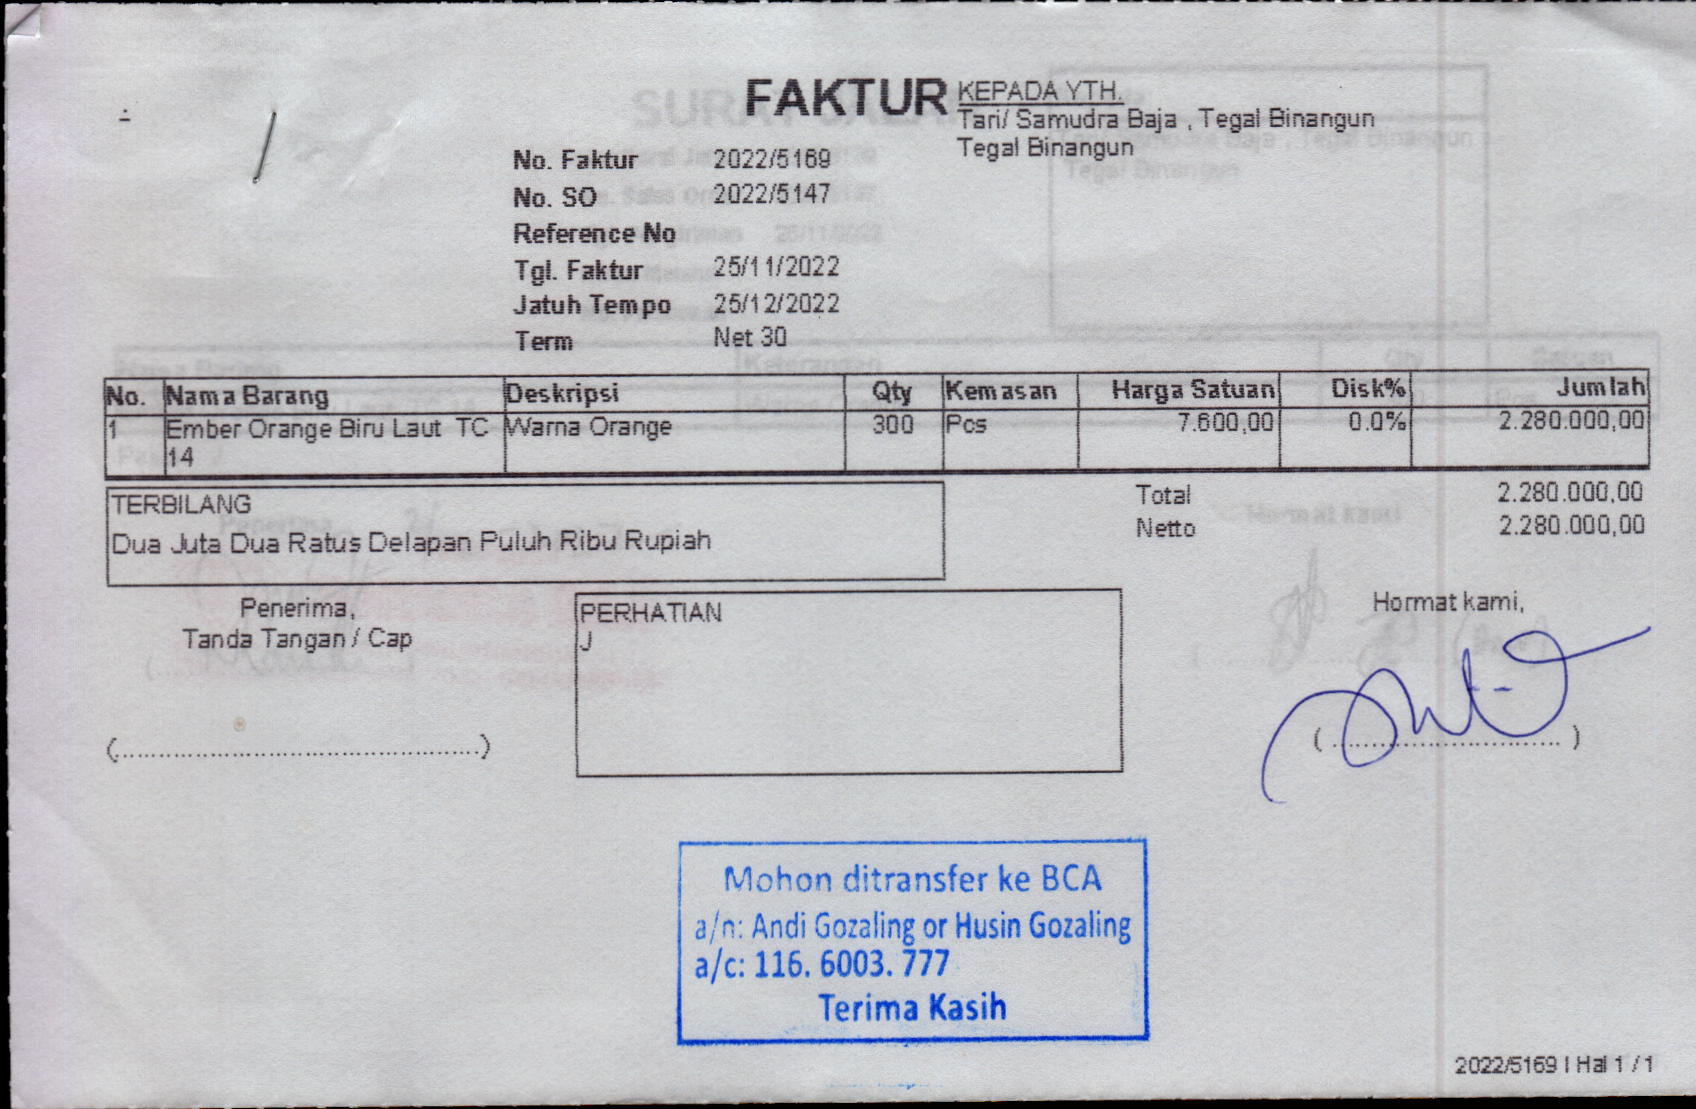 FAKTUR
KEPADA YTH.
Tari/ Samudra Baja , Tegal Binangun
Tegal Binangun
No. Faktur 2022/5169
No. SO 2022/5147
Reference No
Tgl. Faktur 25/11/2022
Jatuh Tempo 25/12/2022
Term Net 30
No. Nama Barang Deskripsi Qty Kemasan Harga Satuan Disk% Jumlah
1 Ember Orange Biru Laut TC Warna Orange 300 Pcs 7.600,00 0.0% 2.280.000,00
14
TERBILANG
Dua Juta Dua Ratus Delapan Puluh Ribu Rupiah
Total 2.280.000,00
Netto 2.280.000,00
Penerima,
Tanda Tangan / Cap
(..................................................)
PERHATIAN
J
Hormat kami,
(................................)
Mohon ditransfer ke BCA
a/n: Andi Gozaling or Husin Gozaling
a/c: 116. 6003. 777
Terima Kasih
2022/5169 | Hal 1 / 1